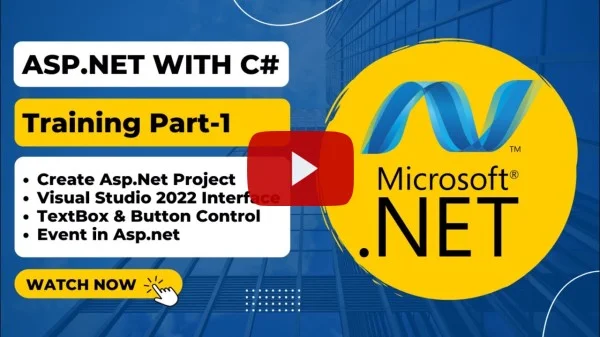 ASP.NET WITH C#
Training Part-1
• Create Asp.Net Project
• Visual Studio 2022 Interface
• TextBox & Button Control
• Event in Asp.net
WATCH NOW
TM
Microsoft®
.NET